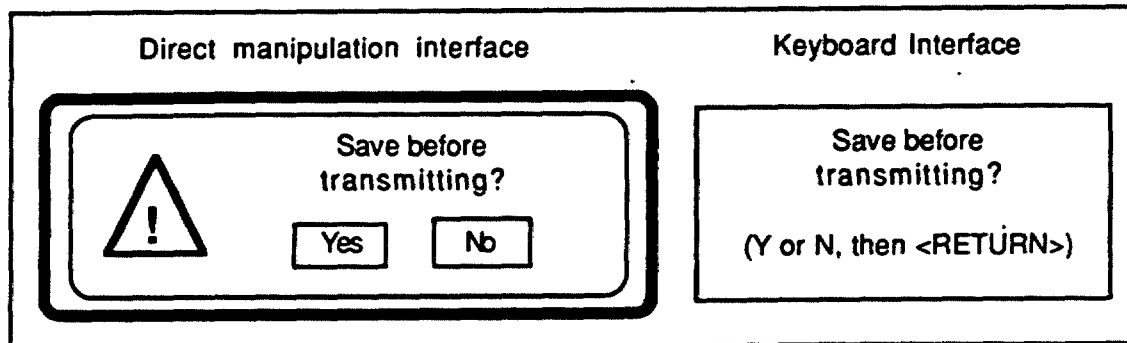 Direct manipulation interface
Save before
transmitting?
!
Yes
No
Keyboard Interface
Save before
transmitting?
(Y or N, then <RETURN>)